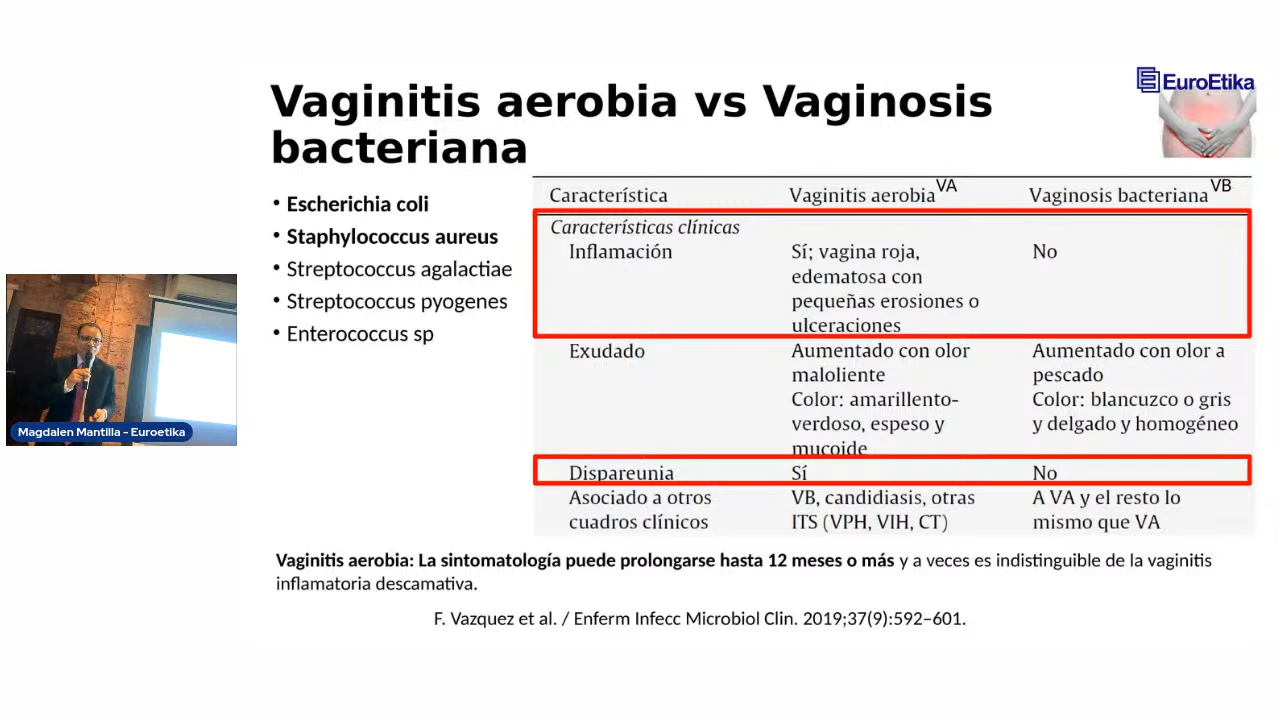 EuroEtika
Vaginitis aerobia vs Vaginosis
bacteriana
• Escherichia coli
• Staphylococcus aureus
• Streptococcus agalactiae
• Streptococcus pyogenes
• Enterococcus sp
Característica Vaginitis aerobia VA Vaginosis bacteriana VB
Características clínicas
Inflamación Sí; vagina roja, No
edematosa con
pequeñas erosiones o
ulceraciones
Exudado Aumentado con olor Aumentado con olor a
maloliente pescado
Color: amarillento- Color: blancuzco o gris
verdoso, espeso y y delgado y homogéneo
mucoide
Dispareunia Sí No
Asociado a otros VB, candidiasis, otras A VA y el resto lo
cuadros clínicos ITS (VPH, VIH, CT) mismo que VA
Magdalen Mantilla - Euroetika
Vaginitis aerobia: La sintomatología puede prolongarse hasta 12 meses o más y a veces es indistinguible de la vaginitis
inflamatoria descamativa.
F. Vazquez et al. / Enferm Infecc Microbiol Clin. 2019;37(9):592–601.